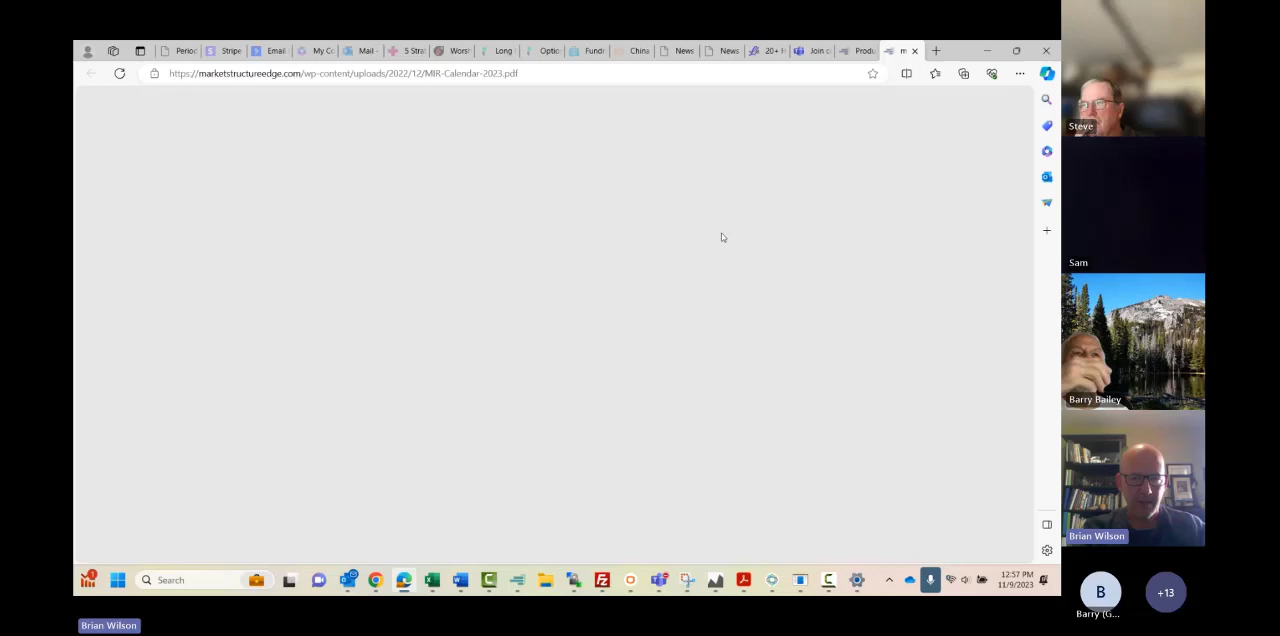 Period
Stripe
Email
My Co
Mail -
5 Strat
Worst
Long
Optio
Fundr
China
News
News
20+ H
Join c
Produ
m
https://marketstructureedge.com/wp-content/uploads/2022/12/MIR-Calendar-2023.pdf
Steve
Sam
Barry Bailey
Brian Wilson
Search
12:57 PM
11/9/2023
B
+13
Barry (G...
Brian Wilson